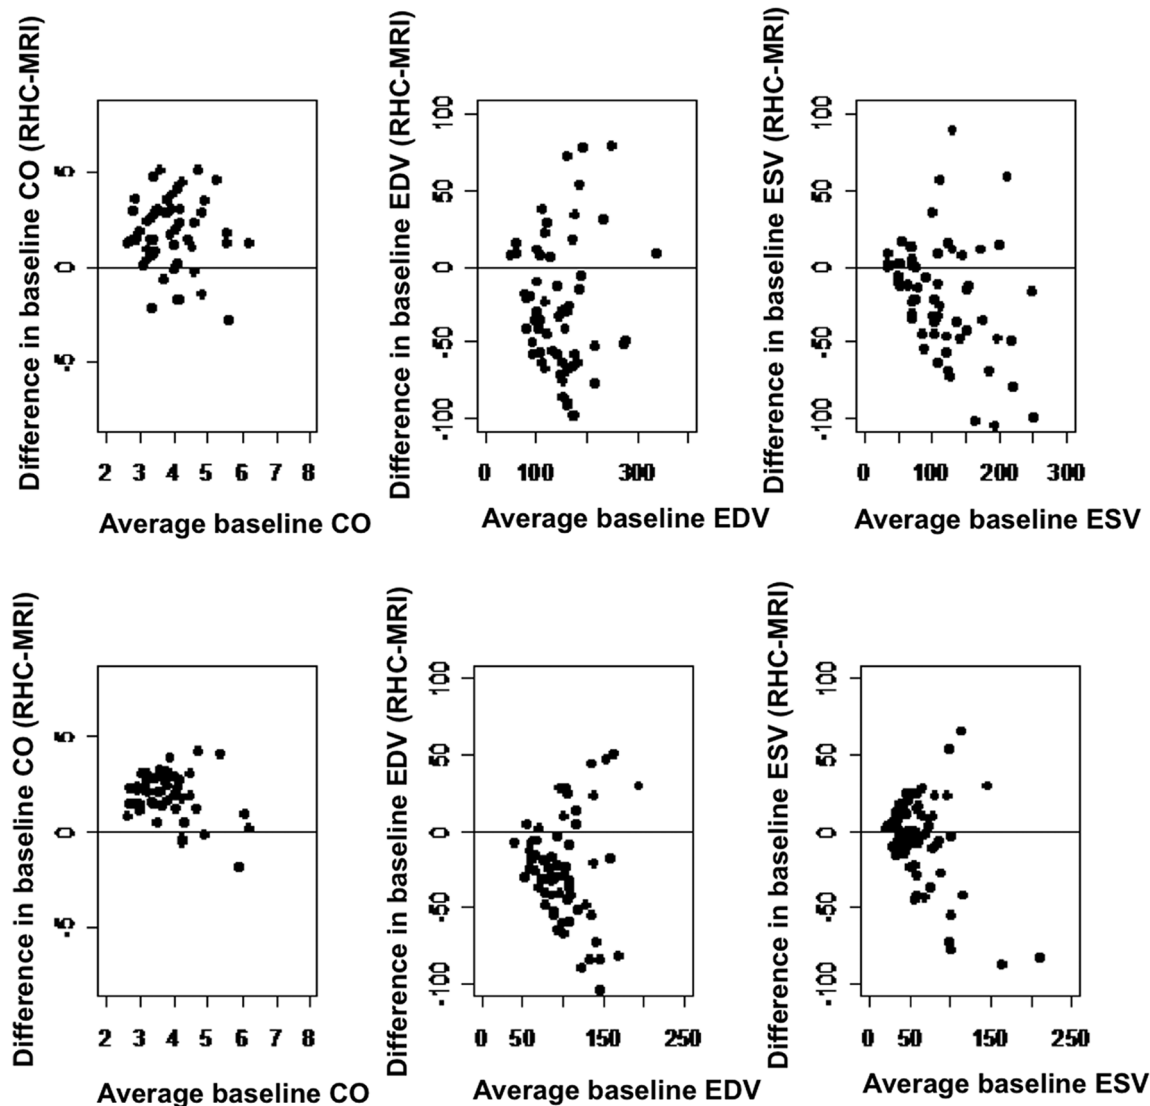 Difference in baseline CO (RHC-MRI)
5
0
-5
2 3 4 5 6 7 8
Average baseline CO
Difference in baseline EDV (RHC-MRI)
100
50
0
-50
-100
0 100 300
Average baseline EDV
Difference in baseline ESV (RHC-MRI)
100
50
0
-50
-100
0 100 200 300
Average baseline ESV
Difference in baseline CO (RHC-MRI)
5
0
-5
2 3 4 5 6 7 8
Average baseline CO
Difference in baseline EDV (RHC-MRI)
100
50
0
-50
-100
0 50 150 250
Average baseline EDV
Difference in baseline ESV (RHC-MRI)
100
50
0
-50
-100
0 50 150 250
Average baseline ESV